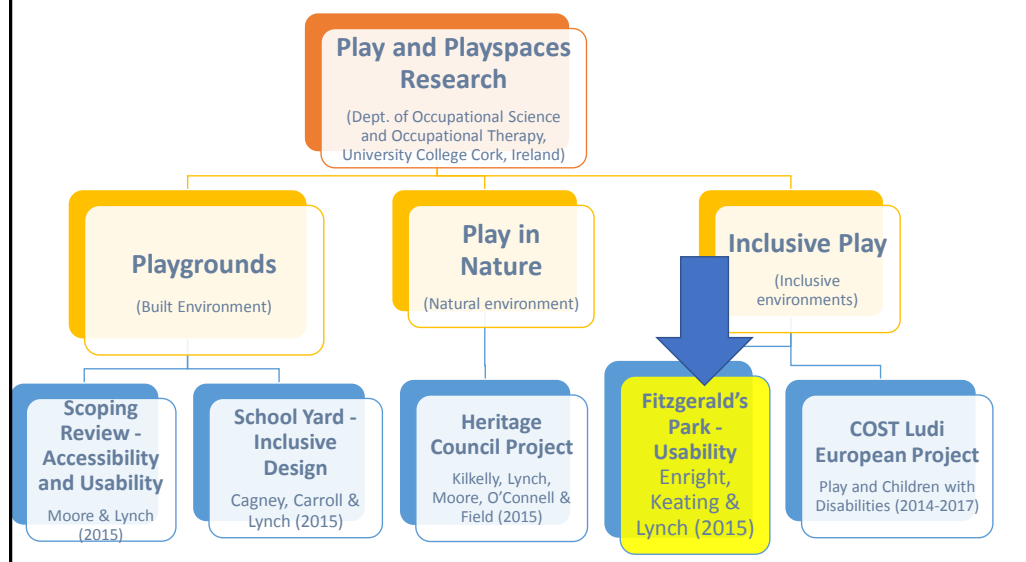 Play and Playspaces
Research
(Dept. of Occupational Science
and Occupational Therapy,
University College Cork, Ireland)
Playgrounds
(Built Environment)
Play in
Nature
(Natural environment)
Inclusive Play
(Inclusive
environments)
Scoping
Review -
Accessibility
and Usability
Moore & Lynch
(2015)
School Yard -
Inclusive
Design
Cagney, Carroll &
Lynch (2015)
Heritage
Council Project
Kilkelly, Lynch,
Moore, O'Connell &
Field (2015)
Fitzgerald's
Park -
Usability
Enright,
Keating &
Lynch (2015)
COST Ludi
European Project
Play and Children with
Disabilities (2014-2017)